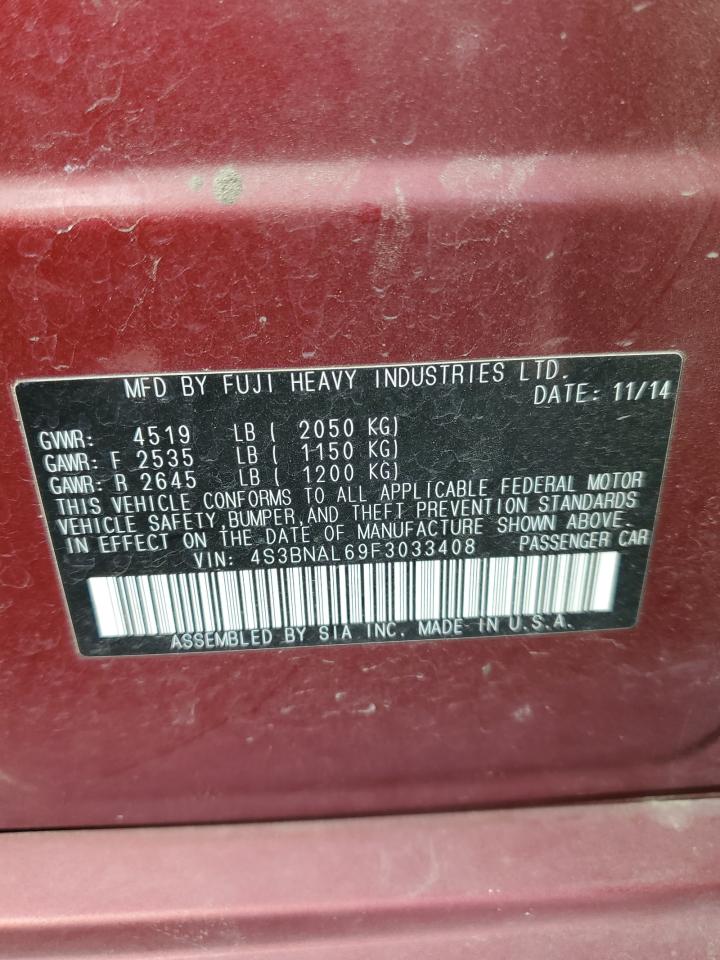 MFD BY FUJI HEAVY INDUSTRIES LTD.
DATE: 11/14
GVWR: 4519 LB ( 2050 KG)
GAWR: F 2535 LB ( 1150 KG)
GAWR: R 2645 LB ( 1200 KG)
THIS VEHICLE CONFORMS TO ALL APPLICABLE FEDERAL MOTOR
VEHICLE SAFETY,BUMPER,AND THEFT PREVENTION STANDARDS
IN EFFECT ON THE DATE OF MANUFACTURE SHOWN ABOVE.
VIN: 4S3BNAL69F3033408 PASSENGER CAR
ASSEMBLED BY SIA INC. MADE IN U.S.A.